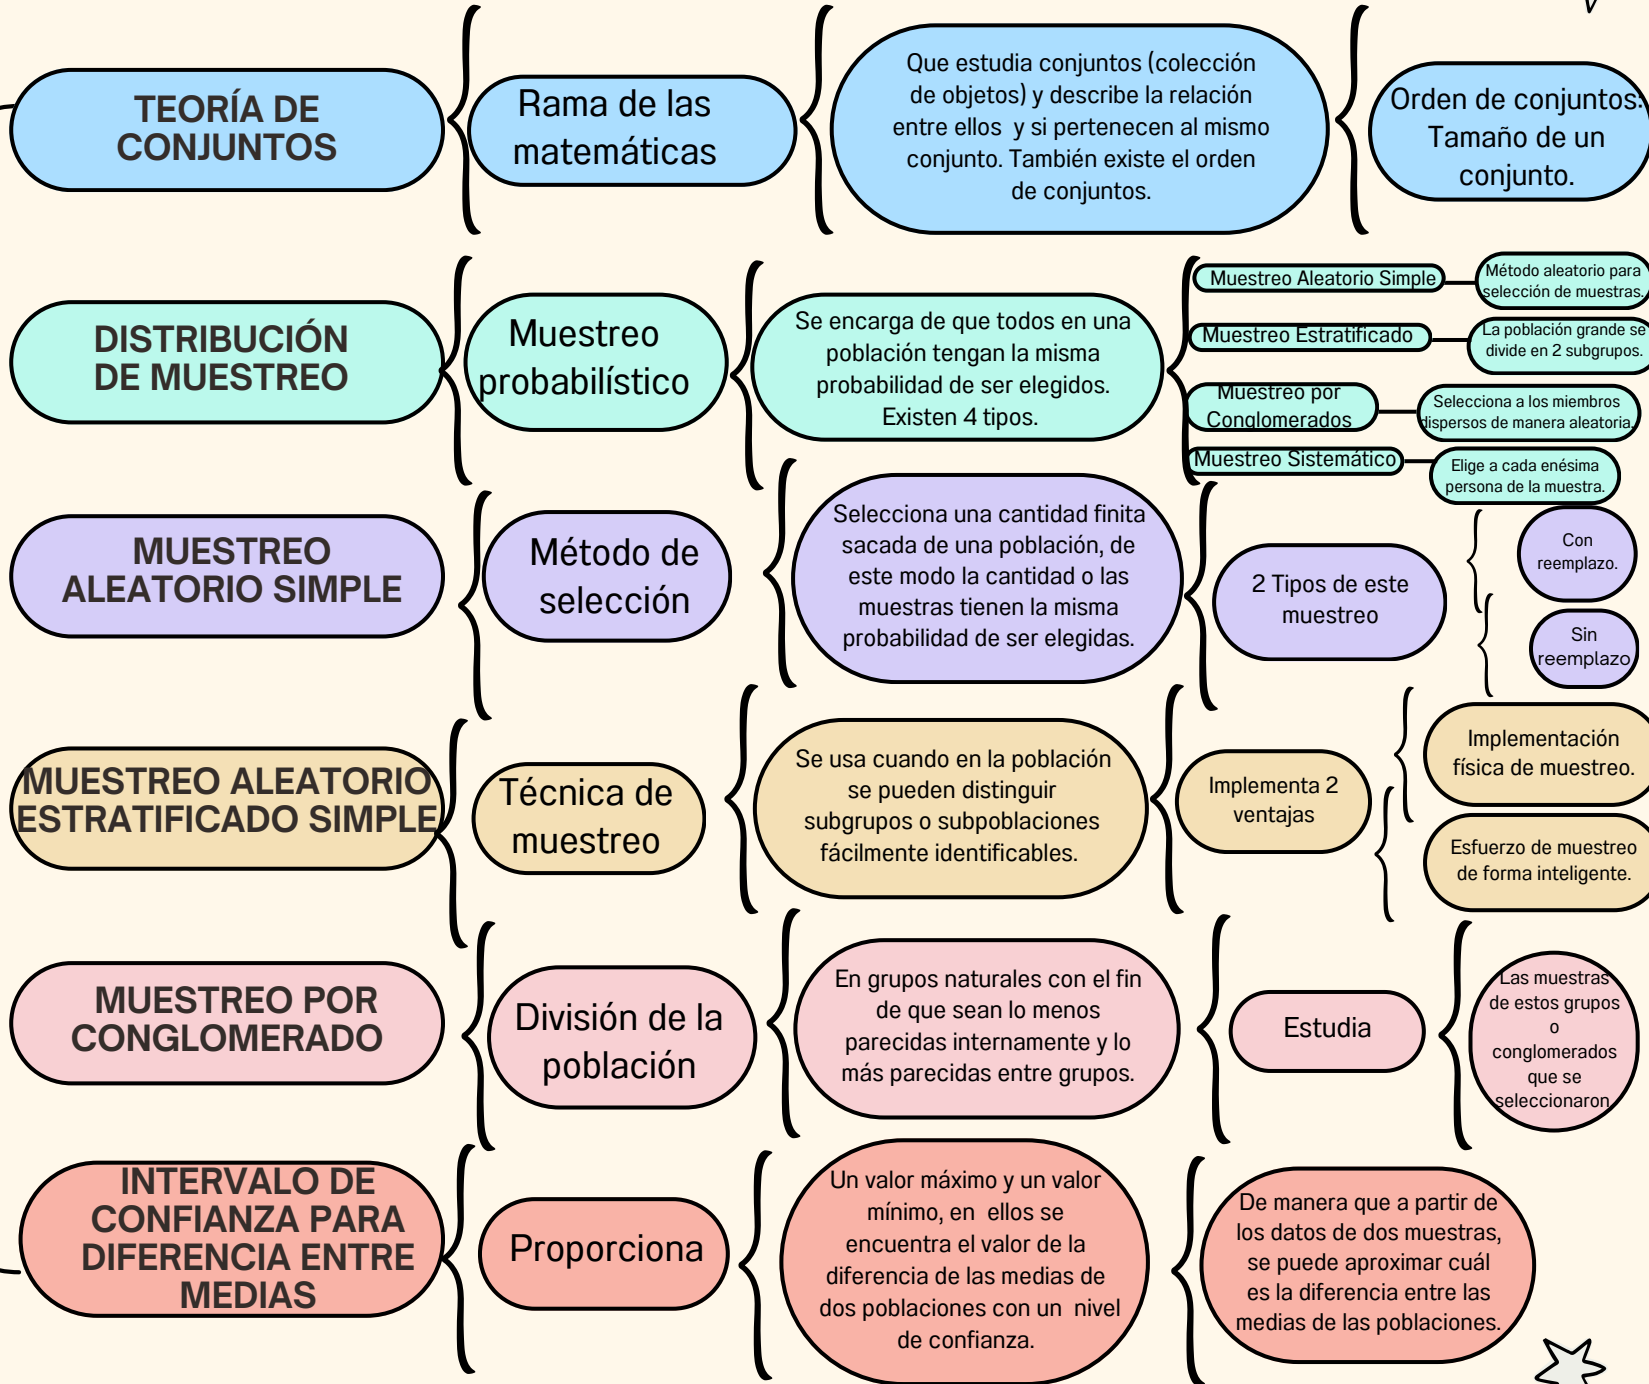 TEORÍA DE
CONJUNTOS
Rama de las
matemáticas
Que estudia conjuntos (colección
de objetos) y describe la relación
entre ellos y si pertenecen al mismo
conjunto. También existe el orden
de conjuntos.
Orden de conjuntos:
Tamaño de un
conjunto.
DISTRIBUCIÓN
DE MUESTREO
Muestreo
probabilístico
Se encarga de que todos en una
población tengan la misma
probabilidad de ser elegidos.
Existen 4 tipos.
Muestreo Aleatorio Simple
Método aleatorio para
selección de muestras.
Muestreo Estratificado
La población grande se
divide en 2 subgrupos.
Muestreo por
Conglomerados
Selecciona a los miembros
dispersos de manera aleatoria.
Muestreo Sistemático
Elige a cada enésima
persona de la muestra.
MUESTREO
ALEATORIO SIMPLE
Método de
selección
Selecciona una cantidad finita
sacada de una población, de
este modo la cantidad o las
muestras tienen la misma
probabilidad de ser elegidas.
2 Tipos de este
muestreo
Con
reemplazo.
Sin
reemplazo
MUESTREO ALEATORIO
ESTRATIFICADO SIMPLE
Técnica de
muestreo
Se usa cuando en la población
se pueden distinguir
subgrupos o subpoblaciones
fácilmente identificables.
Implementa 2
ventajas
Implementación
física de muestreo.
Esfuerzo de muestreo
de forma inteligente.
MUESTREO POR
CONGLOMERADO
División de la
población
En grupos naturales con el fin
de que sean lo menos
parecidas internamente y lo
más parecidas entre grupos.
Estudia
Las muestras
de estos grupos
o
conglomerados
que se
seleccionaron
INTERVALO DE
CONFIANZA PARA
DIFERENCIA ENTRE
MEDIAS
Proporciona
Un valor máximo y un valor
mínimo, en ellos se
encuentra el valor de la
diferencia de las medias de
dos poblaciones con un nivel
de confianza.
De manera que a partir de
los datos de dos muestras,
se puede aproximar cuál
es la diferencia entre las
medias de las poblaciones.